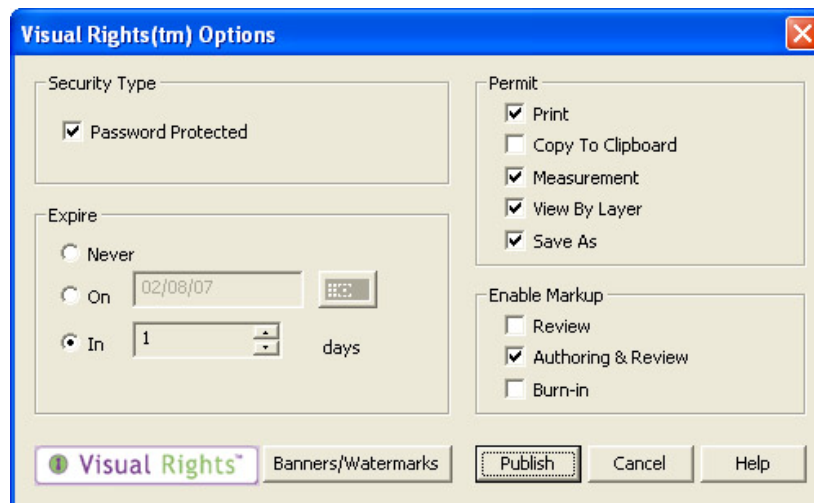 Visual Rights(tm) Options
Security Type
Password Protected
Expire
Never
On 02/08/07
In 1 days
Permit
Print
Copy To Clipboard
Measurement
View By Layer
Save As
Enable Markup
Review
Authoring & Review
Burn-in
Visual Rights™ Banners/Watermarks Publish Cancel Help